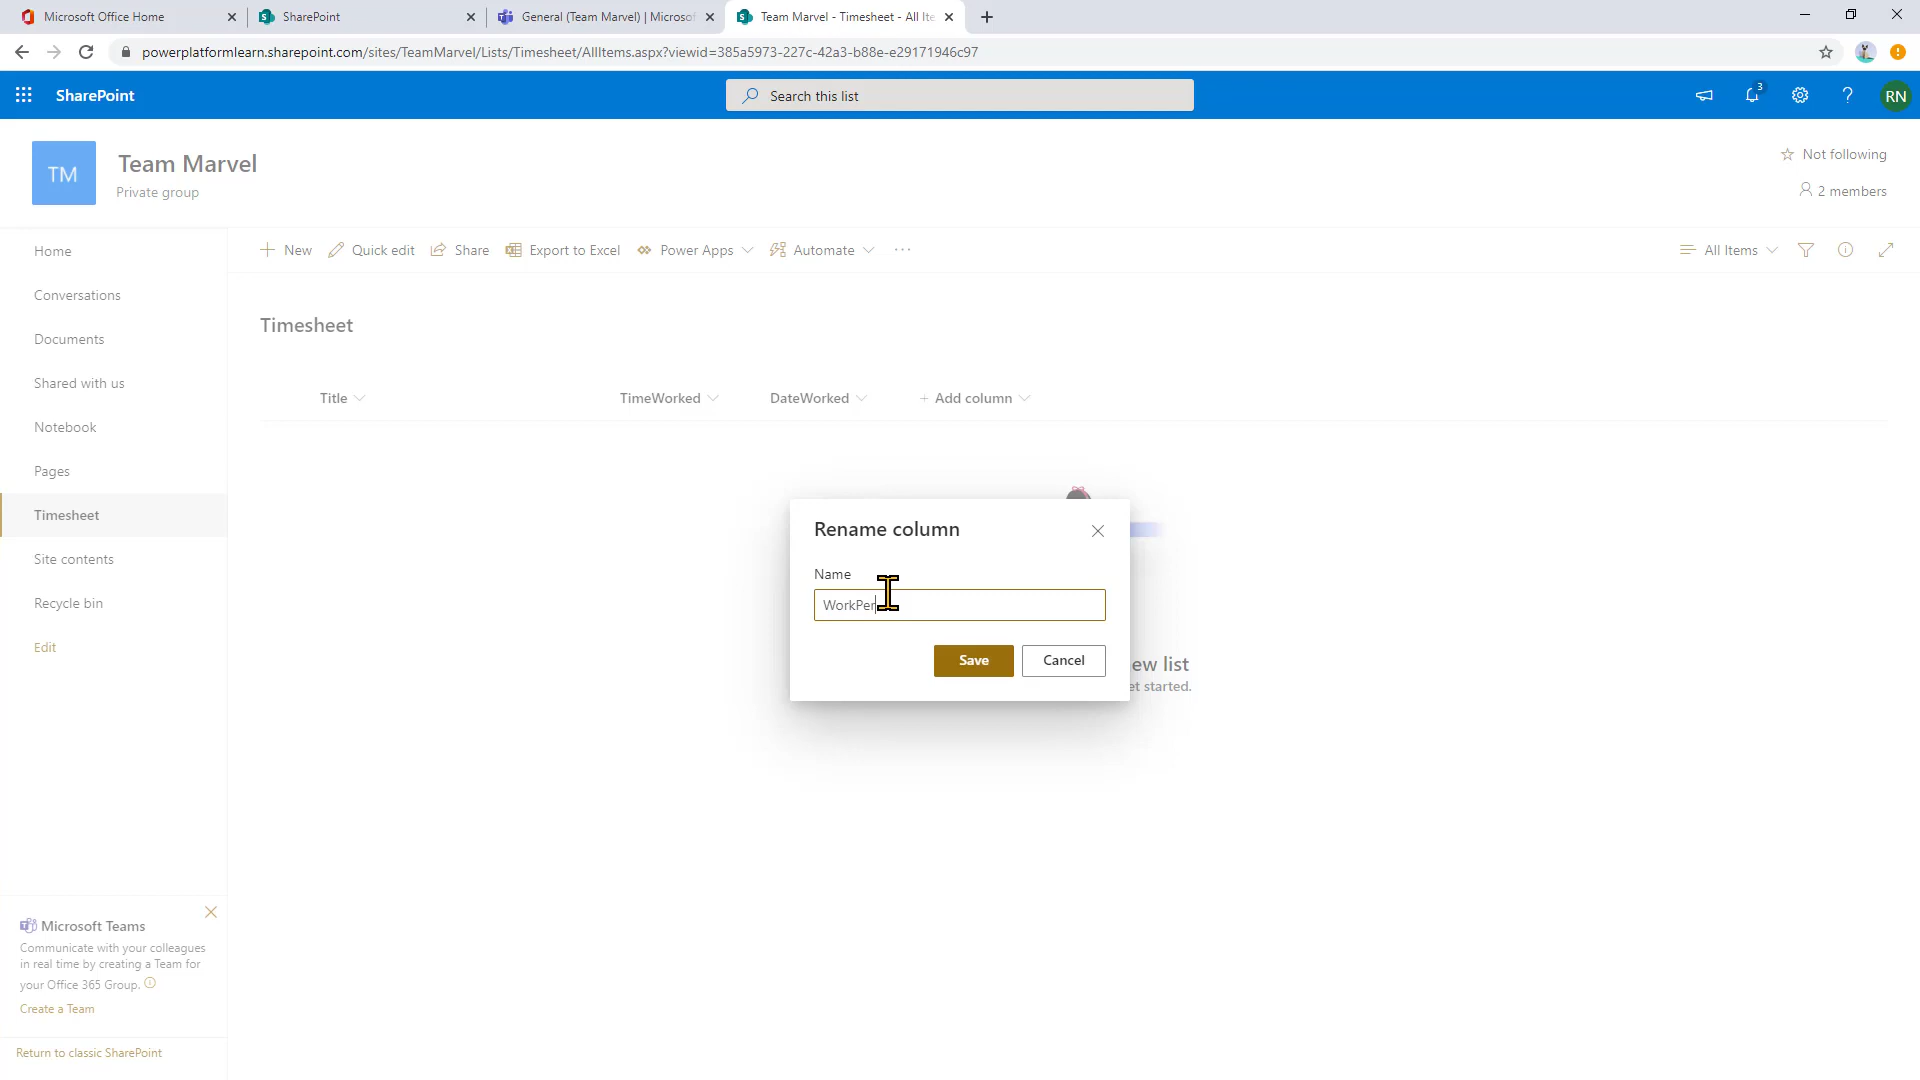 Microsoft Office Home
SharePoint
General (Team Marvel) | Microsof
Team Marvel - Timesheet - All Ite
powerplatformlearn.sharepoint.com/sites/TeamMarvel/Lists/Timesheet/AllItems.aspx?viewid=385a5973-227c-42a3-b88e-e29171946c97
SharePoint
Search this list
3
RN
TM
Team Marvel
Private group
Not following
2 members
Home
Conversations
Documents
Shared with us
Notebook
Pages
Timesheet
Site contents
Recycle bin
Edit
New
Quick edit
Share
Export to Excel
Power Apps
Automate
All Items
Timesheet
Title
TimeWorked
DateWorked
Add column
Rename column
Name
WorkPer
Save
Cancel
ew list
et started.
Microsoft Teams
Communicate with your colleagues
in real time by creating a Team for
your Office 365 Group.
Create a Team
Return to classic SharePoint